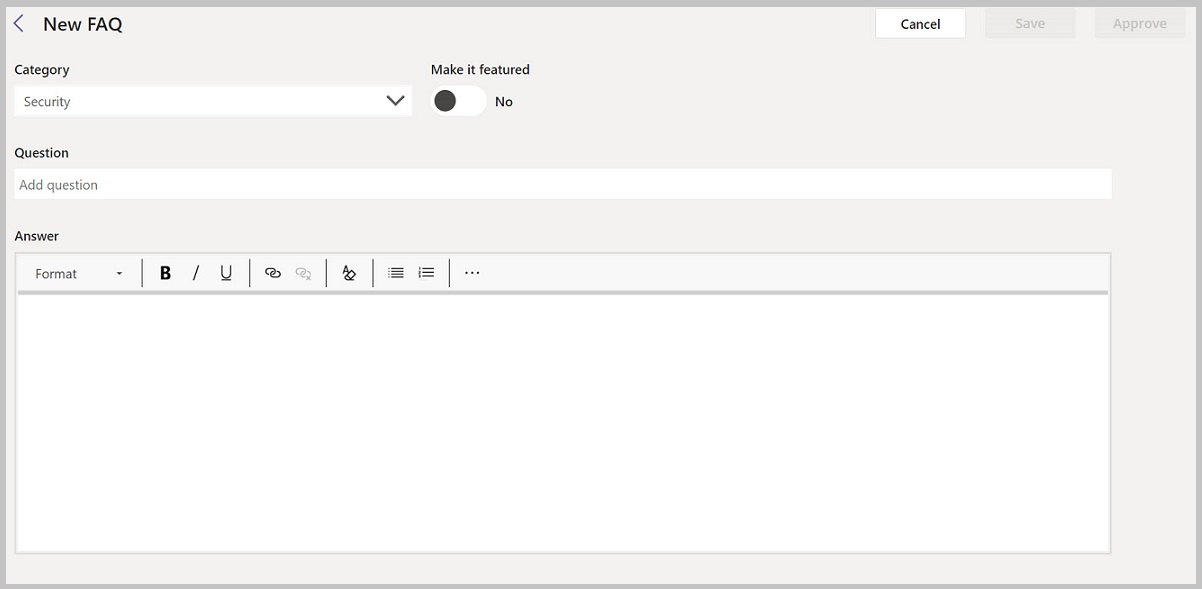 New FAQ
Cancel
Save
Approve
Category
Make it featured
Security
No
Question
Add question
Answer
Format
B
I
U
...